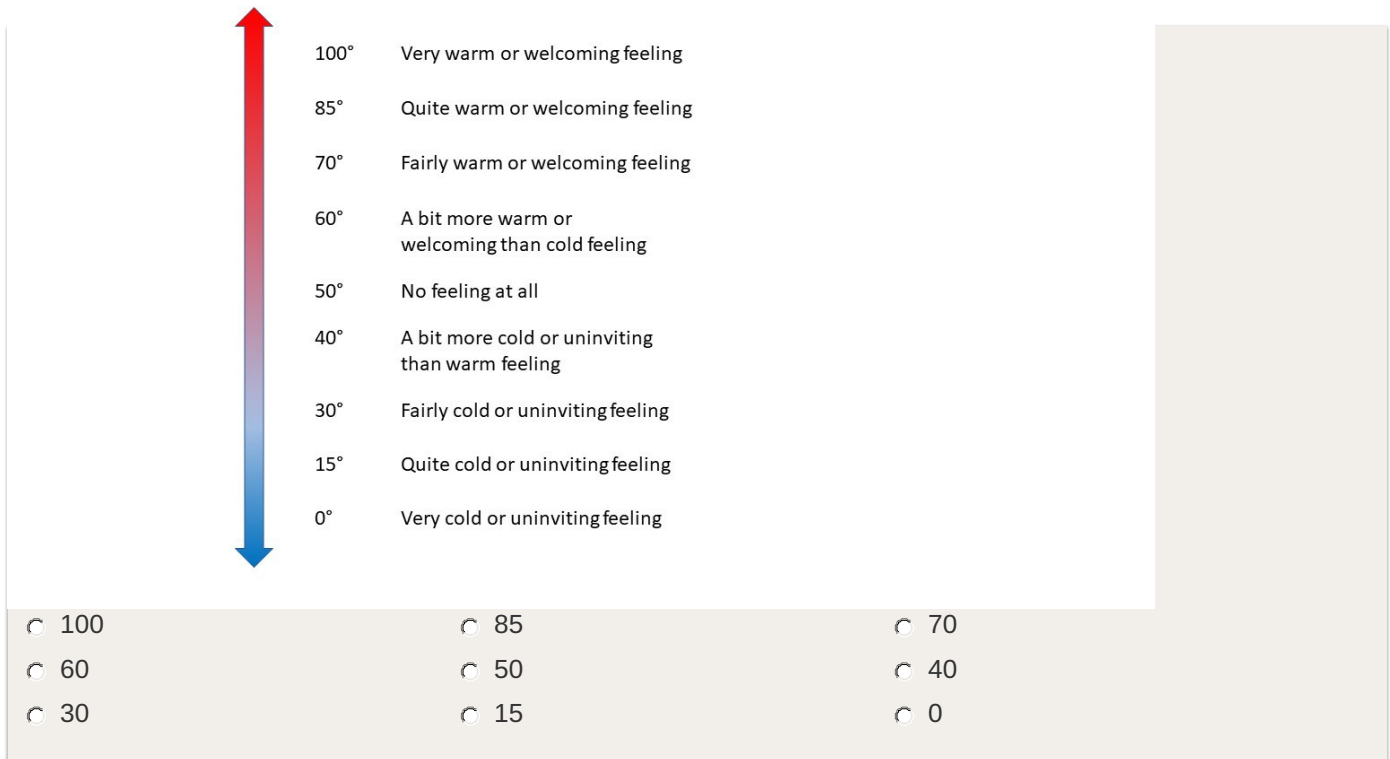 100° Very warm or welcoming feeling
85° Quite warm or welcoming feeling
70° Fairly warm or welcoming feeling
60° A bit more warm or
welcoming than cold feeling
50° No feeling at all
40° A bit more cold or uninviting
than warm feeling
30° Fairly cold or uninviting feeling
15° Quite cold or uninviting feeling
0° Very cold or uninviting feeling
100 85 70
60 50 40
30 15 0